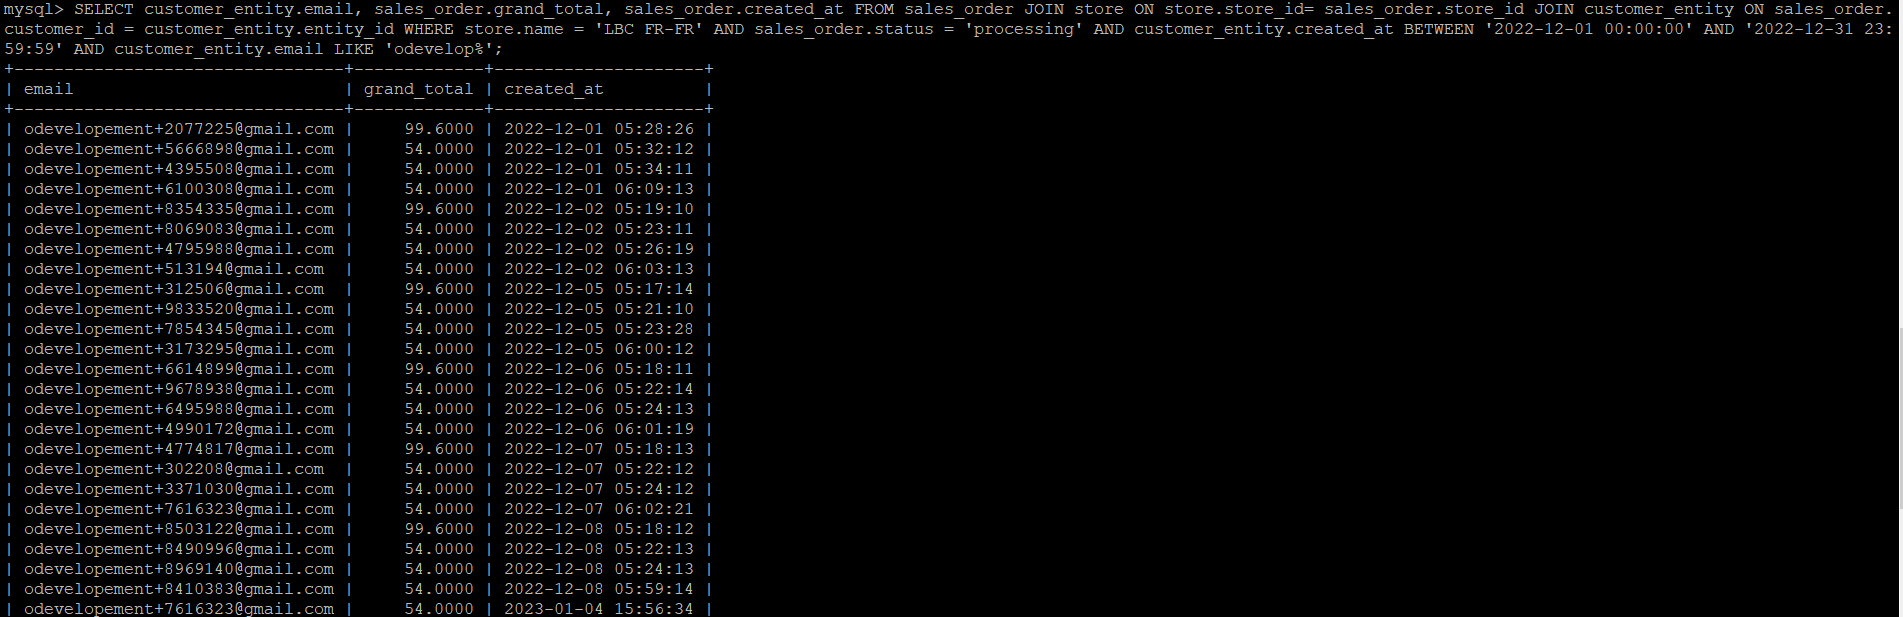 mysql> SELECT customer_entity.email, sales_order.grand_total, sales_order.created_at FROM sales_order JOIN store ON store.store_id= sales_order.store_id JOIN customer_entity ON sales_order.
customer_id = customer_entity.entity_id WHERE store.name = 'LBC FR-FR' AND sales_order.status = 'processing' AND customer_entity.created_at BETWEEN '2022-12-01 00:00:00' AND '2022-12-31 23:
59:59' AND customer_entity.email LIKE 'odevelop%';
+---------------------------------+-------------+---------------------+
| email                           | grand_total | created_at          |
+---------------------------------+-------------+---------------------+
| odevelopement+2077225@gmail.com |     99.6000 | 2022-12-01 05:28:26 |
| odevelopement+5666898@gmail.com |     54.0000 | 2022-12-01 05:32:12 |
| odevelopement+4395508@gmail.com |     54.0000 | 2022-12-01 05:34:11 |
| odevelopement+6100308@gmail.com |     54.0000 | 2022-12-01 06:09:13 |
| odevelopement+8354335@gmail.com |     99.6000 | 2022-12-02 05:19:10 |
| odevelopement+8069083@gmail.com |     54.0000 | 2022-12-02 05:23:11 |
| odevelopement+4795988@gmail.com |     54.0000 | 2022-12-02 05:26:19 |
| odevelopement+513194@gmail.com  |     54.0000 | 2022-12-02 06:03:13 |
| odevelopement+312506@gmail.com  |     99.6000 | 2022-12-05 05:17:14 |
| odevelopement+9833520@gmail.com |     54.0000 | 2022-12-05 05:21:10 |
| odevelopement+7854345@gmail.com |     54.0000 | 2022-12-05 05:23:28 |
| odevelopement+3173295@gmail.com |     54.0000 | 2022-12-05 06:00:12 |
| odevelopement+6614899@gmail.com |     99.6000 | 2022-12-06 05:18:11 |
| odevelopement+9678938@gmail.com |     54.0000 | 2022-12-06 05:22:14 |
| odevelopement+6495988@gmail.com |     54.0000 | 2022-12-06 05:24:13 |
| odevelopement+4990172@gmail.com |     54.0000 | 2022-12-06 06:01:19 |
| odevelopement+4774817@gmail.com |     99.6000 | 2022-12-07 05:18:13 |
| odevelopement+302208@gmail.com  |     54.0000 | 2022-12-07 05:22:12 |
| odevelopement+3371030@gmail.com |     54.0000 | 2022-12-07 05:24:12 |
| odevelopement+7616323@gmail.com |     54.0000 | 2022-12-07 06:02:21 |
| odevelopement+8503122@gmail.com |     99.6000 | 2022-12-08 05:18:12 |
| odevelopement+8490996@gmail.com |     54.0000 | 2022-12-08 05:22:13 |
| odevelopement+8969140@gmail.com |     54.0000 | 2022-12-08 05:24:13 |
| odevelopement+8410383@gmail.com |     54.0000 | 2022-12-08 05:59:14 |
| odevelopement+7616323@gmail.com |     54.0000 | 2023-01-04 15:56:34 |